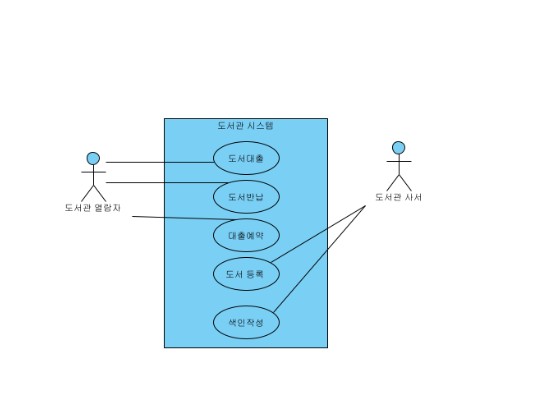 도서관 시스템
도서대출
도서반납
대출예약
도서 등록
색인작성
도서관 열람자
도서관 사서